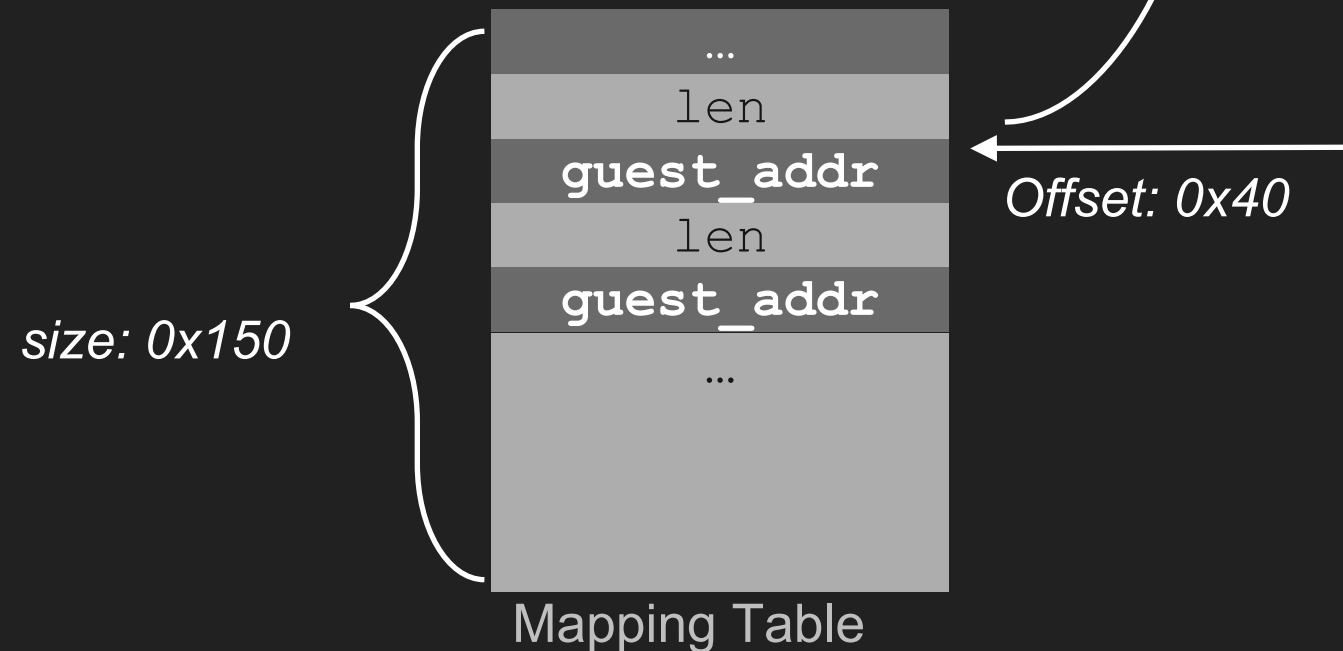 …
len
guest_addr
Offset: 0x40
len
guest_addr
size: 0x150
…
Mapping Table